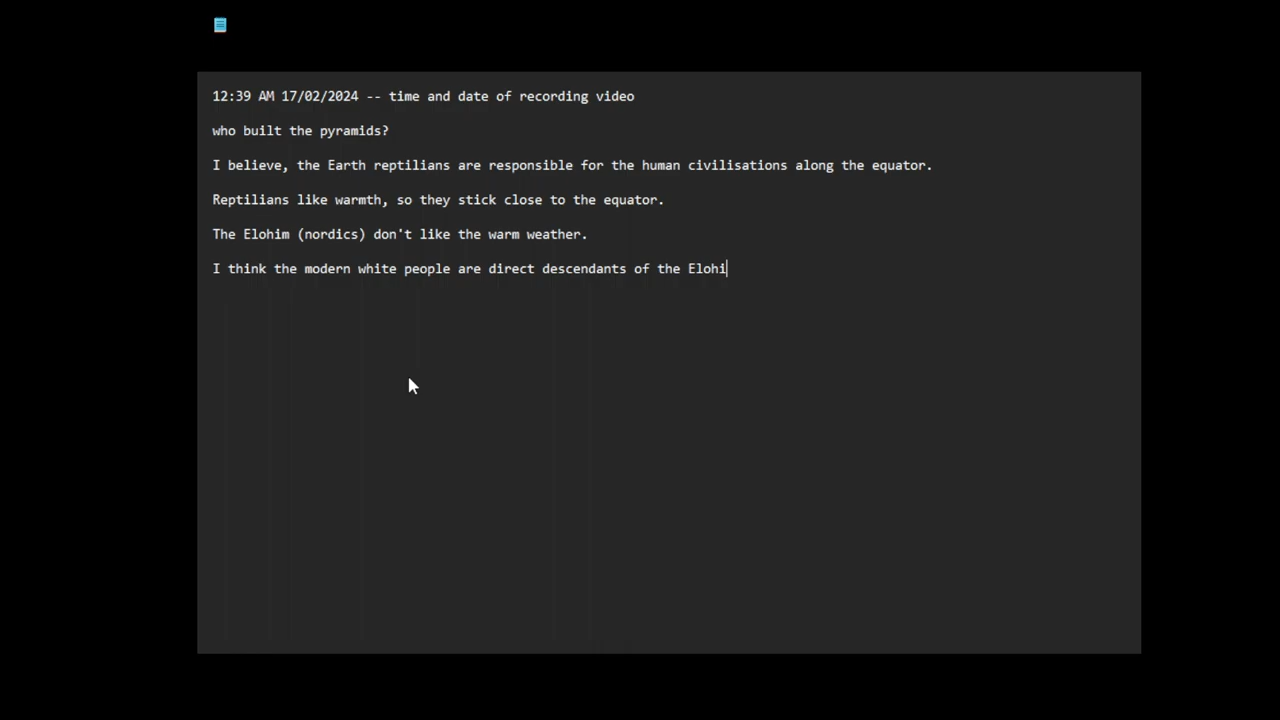 12:39 AM 17/02/2024 -- time and date of recording video
who built the pyramids?
I believe, the Earth reptilians are responsible for the human civilisations along the equator.
Reptilians like warmth, so they stick close to the equator.
The Elohim (nordics) don't like the warm weather.
I think the modern white people are direct descendants of the Elohi